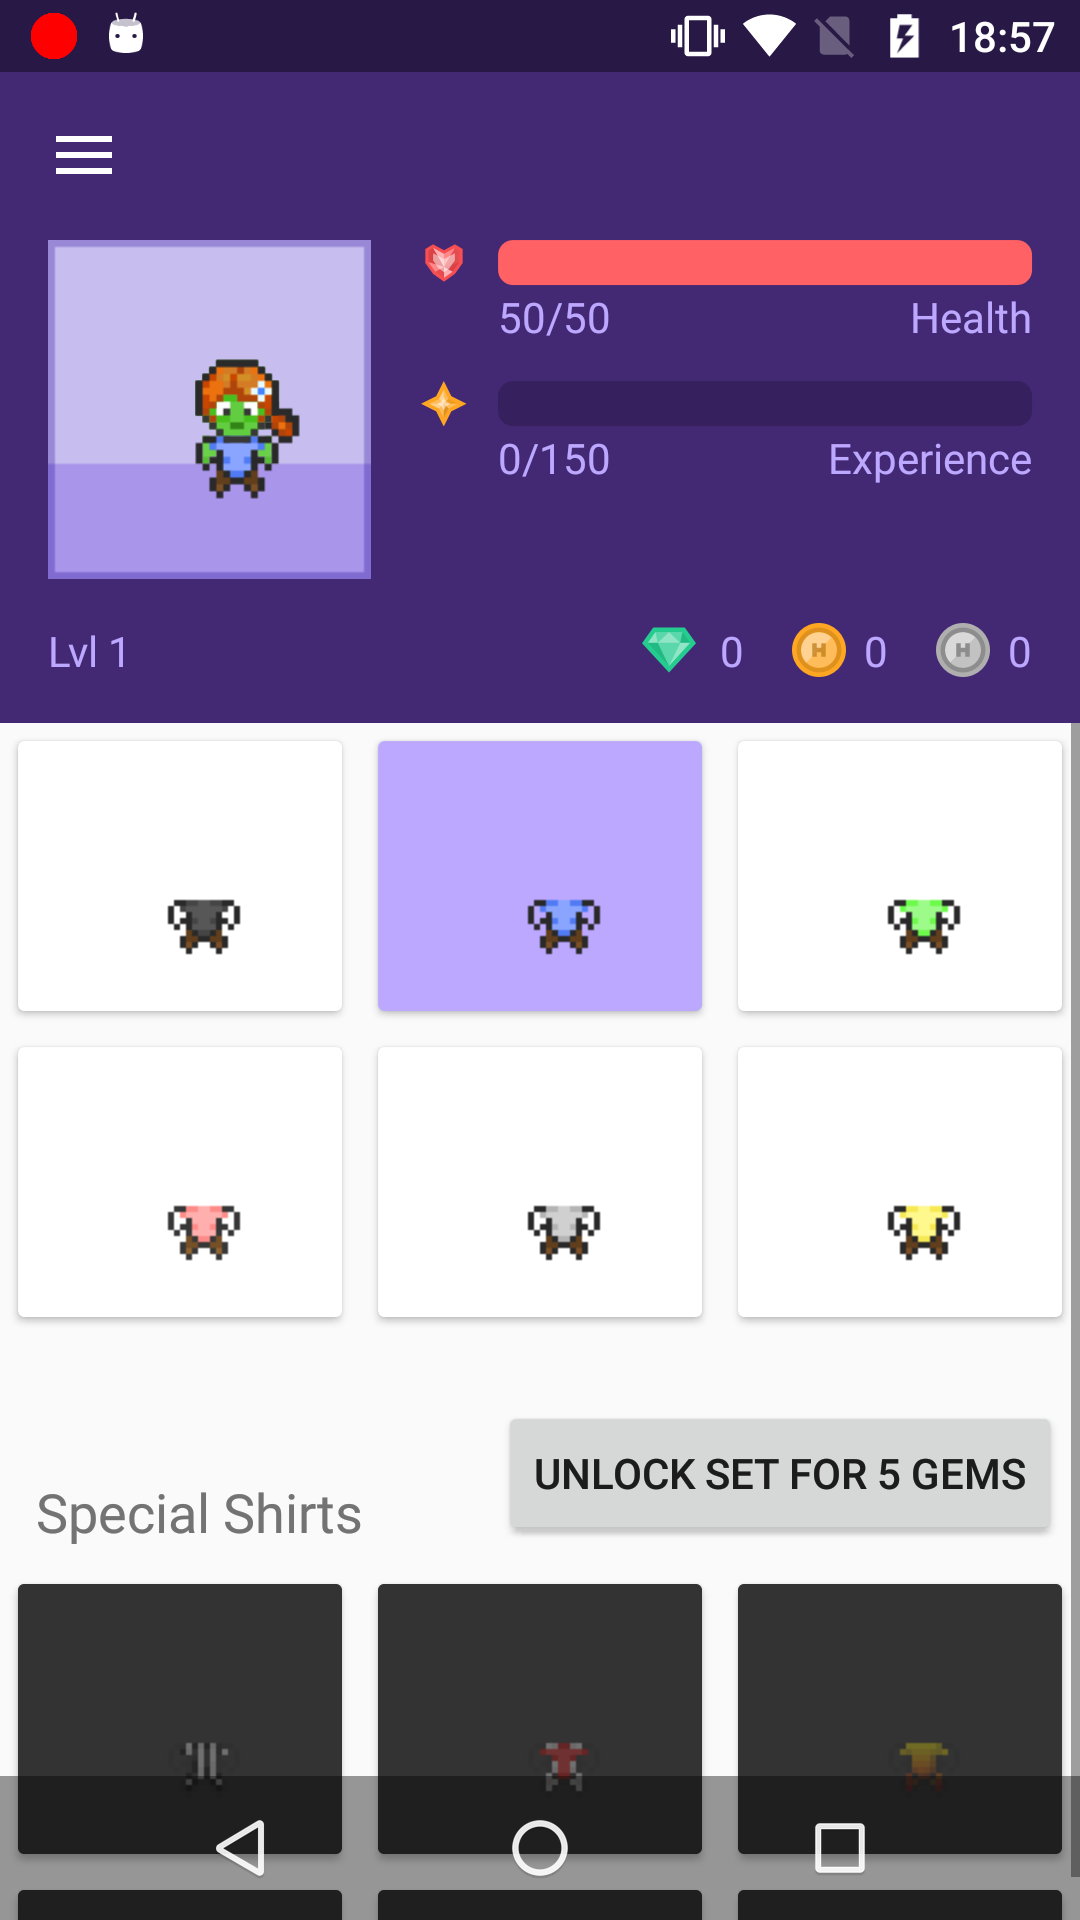 18:57
50/50 Health
0/150 Experience
Lvl 1 0 0 0
UNLOCK SET FOR 5 GEMS
Special Shirts